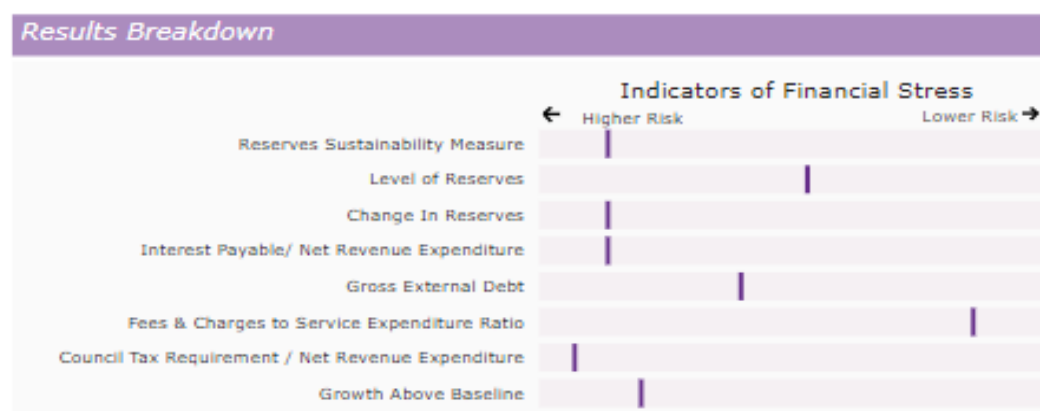 Results Breakdown
Indicators of Financial Stress
← Higher Risk Lower Risk →
Reserves Sustainability Measure
Level of Reserves
Change In Reserves
Interest Payable/ Net Revenue Expenditure
Gross External Debt
Fees & Charges to Service Expenditure Ratio
Council Tax Requirement / Net Revenue Expenditure
Growth Above Baseline